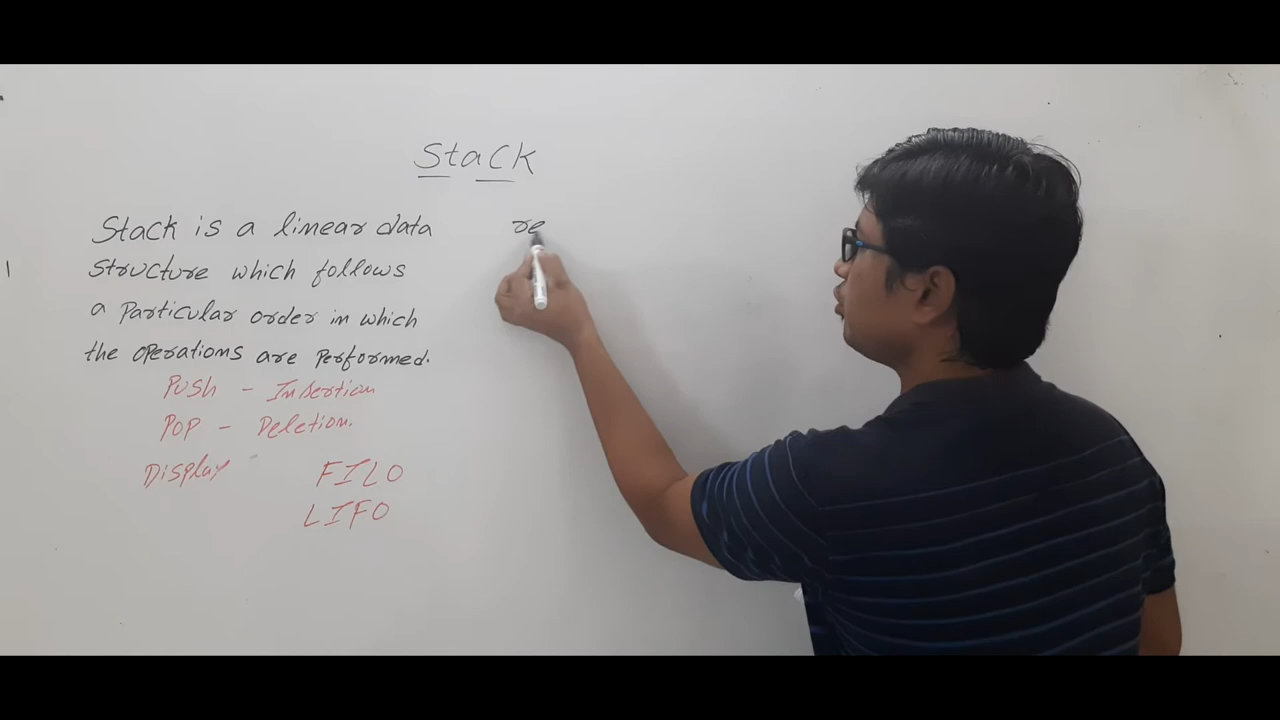 Stack
Stack is a linear data
structure which follows
a particular order in which
the operations are performed.
Push - Insertion
Pop - Deletion.
Display
FILO
LIFO
re